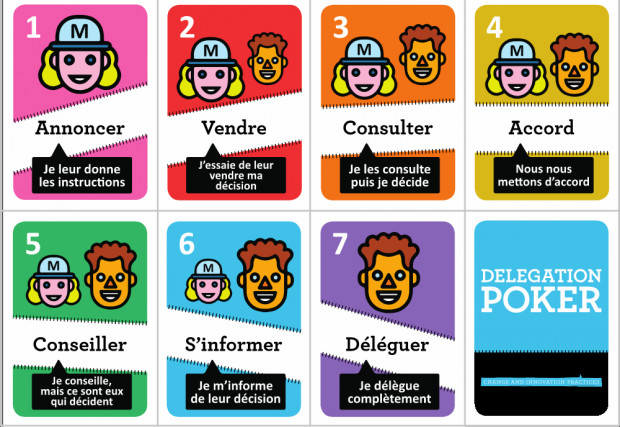 1
M
Annoncer
Je leur donne
les instructions
2
M
Vendre
J'essaie de leur
vendre ma
décision
3
M
Consulter
Je les consulte
puis je décide
4
M
Accord
Nous nous
mettons d'accord
5
M
Conseiller
Je conseille,
mais ce sont eux
qui décident
6
M
S'informer
Je m'informe
de leur décision
7
Déléguer
Je délègue
complètement
DELEGATION
POKER
CHANGE AND INNOVATION PRACTICES